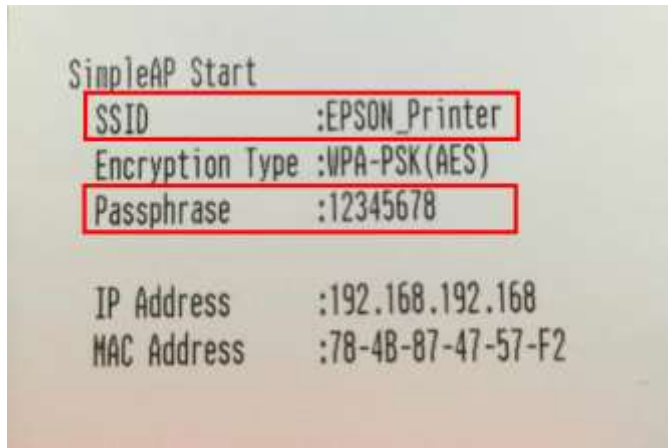 SimpleAP Start
SSID :EPSON_Printer
Encryption Type :WPA-PSK(AES)
Passphrase :12345678
IP Address :192.168.192.168
MAC Address :78-4B-87-47-57-F2